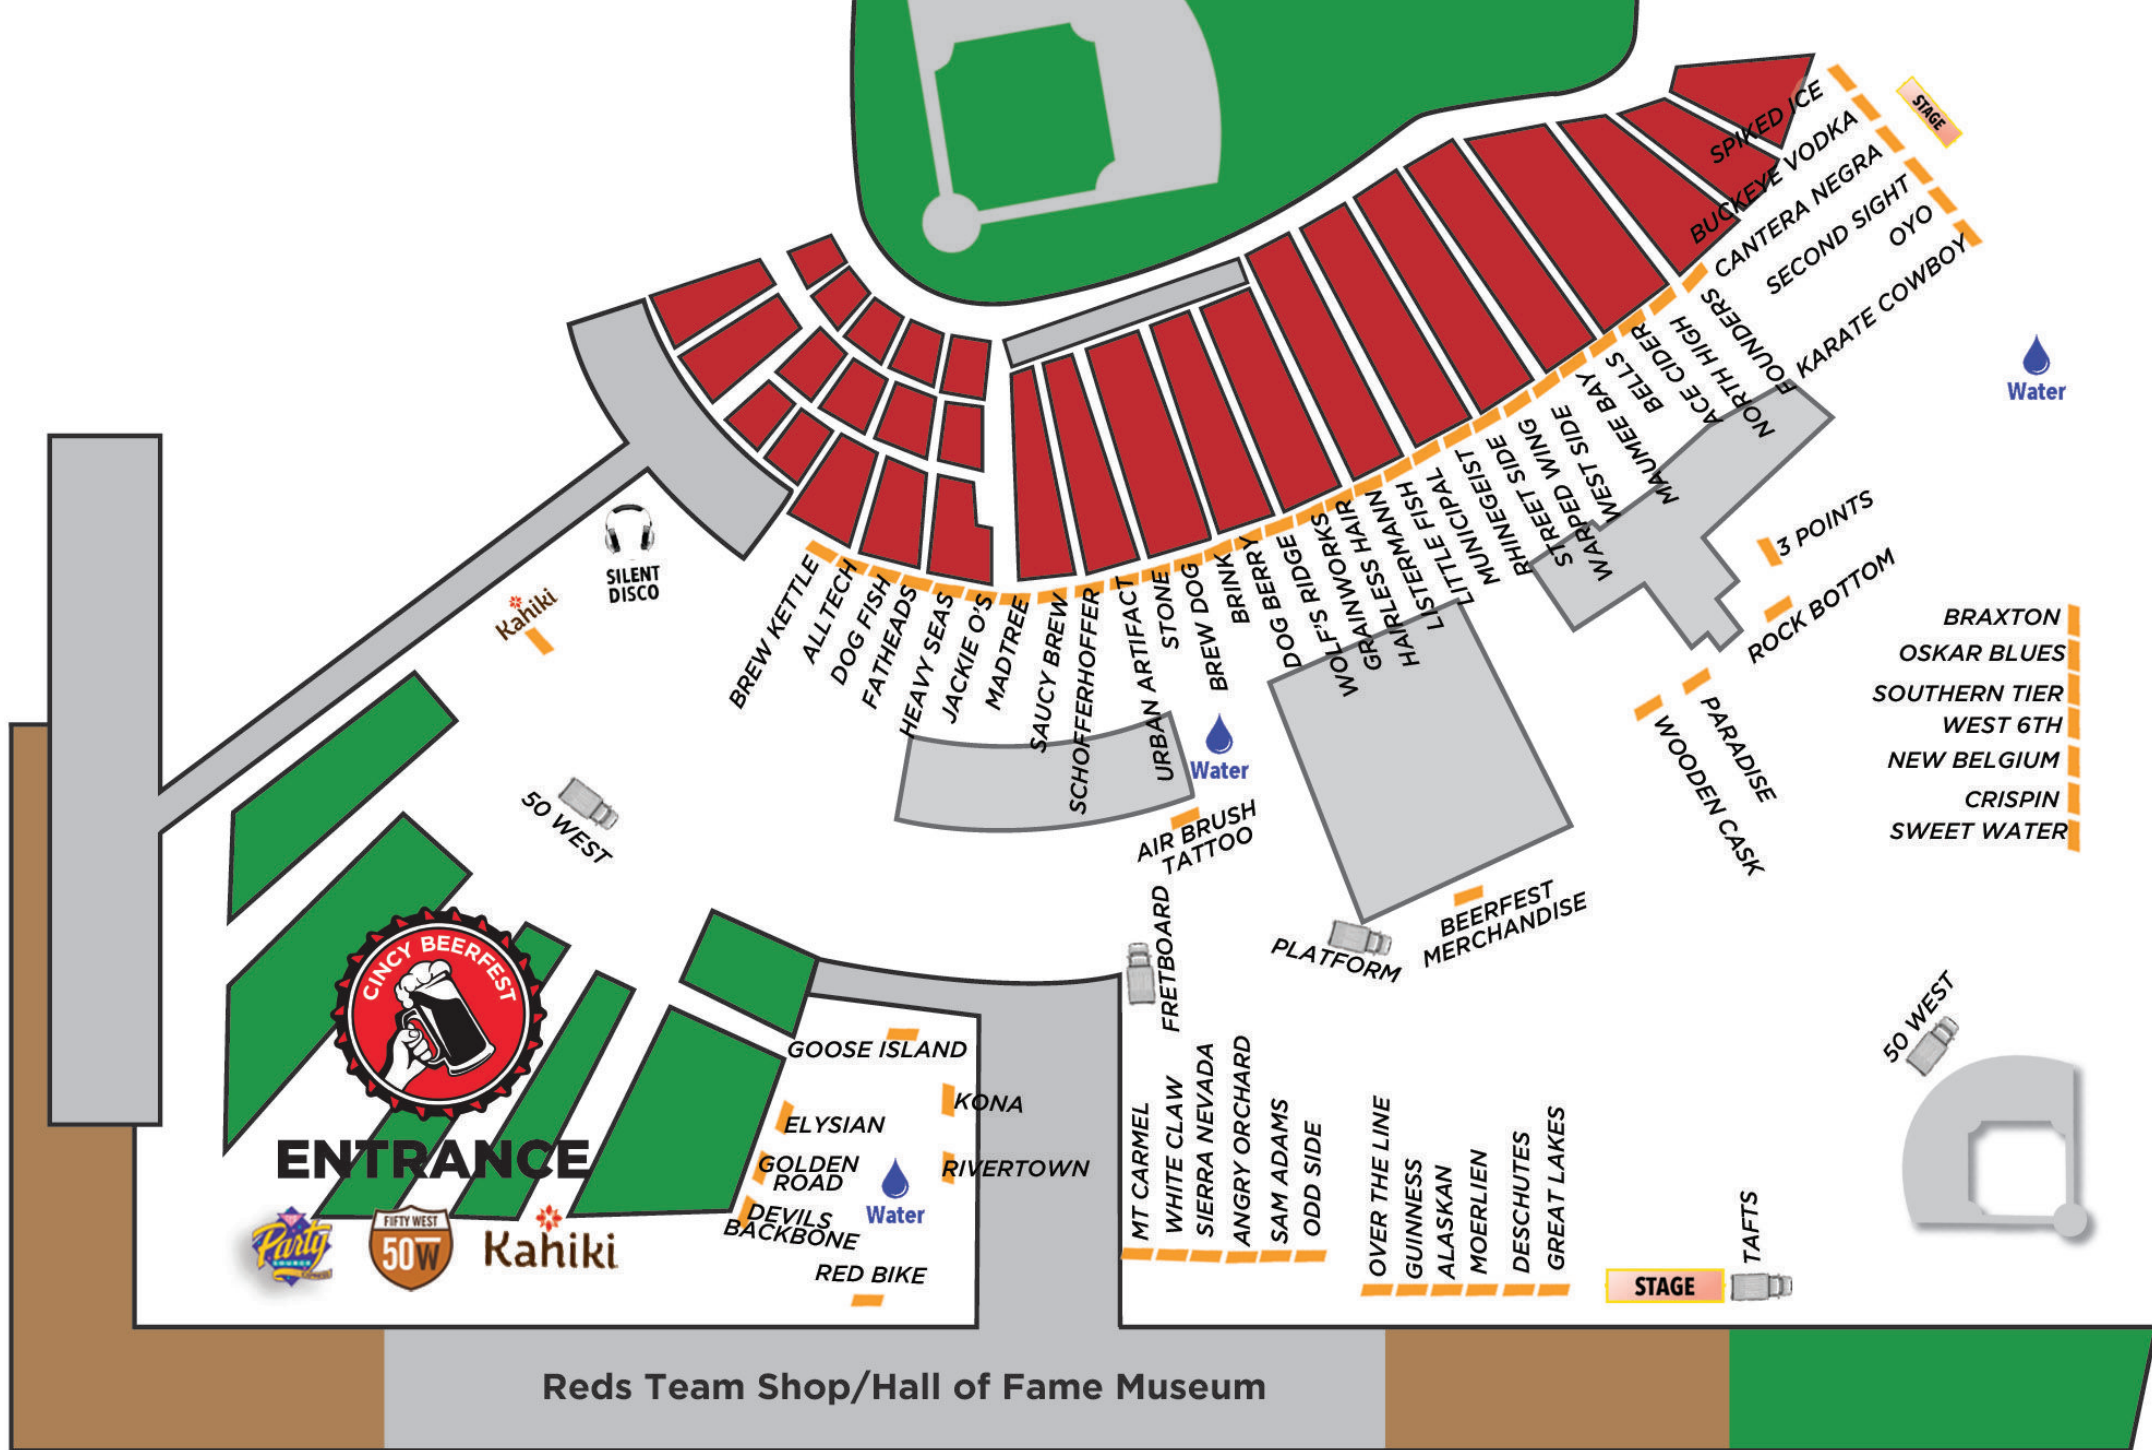 SPIKED ICE
BUCKEYE VODKA
CANTERA NEGRA
SECOND SIGHT
OYO
KARATE COWBOY
STAGE
Water
FOUNDERS
NORTH HIGH
ACE CIDER
BELLS
MAUMEE BAY
WEST SIDE
WARPED WING
STREET SIDE
RHINEGEIST
MUNICIPAL
LITTLE FISH
LISTERMANN
HAIRLESS HAIR
GRAINWORKS
WOLF'S RIDGE
DOG BERRY
BRINK
BREW DOG
STONE
URBAN ARTIFACT
SCHOFFERHOFFER
SAUCY BREW
MADTREE
JACKIE O'S
HEAVY SEAS
FATHEADS
DOG FISH
ALLTECH
BREW KETTLE
SILENT
DISCO
Kahiki
50 WEST
Water
AIR BRUSH
TATTOO
3 POINTS
ROCK BOTTOM
PARADISE
WOODEN CASK
BRAXTON
OSKAR BLUES
SOUTHERN TIER
WEST 6TH
NEW BELGIUM
CRISPIN
SWEET WATER
BEERFEST
MERCHANDISE
PLATFORM
FRETBOARD
50 WEST
CINCY BEERFEST
ENTRANCE
Party
SOURCE
FIFTY WEST
50W
Kahiki
GOOSE ISLAND
KONA
ELYSIAN
GOLDEN
ROAD
RIVERTOWN
Water
DEVILS
BACKBONE
RED BIKE
MT CARMEL
WHITE CLAW
SIERRA NEVADA
ANGRY ORCHARD
SAM ADAMS
ODD SIDE
OVER THE LINE
GUINNESS
ALASKAN
MOERLIEN
DESCHUTES
GREAT LAKES
STAGE
TAFTS
Reds Team Shop/Hall of Fame Museum